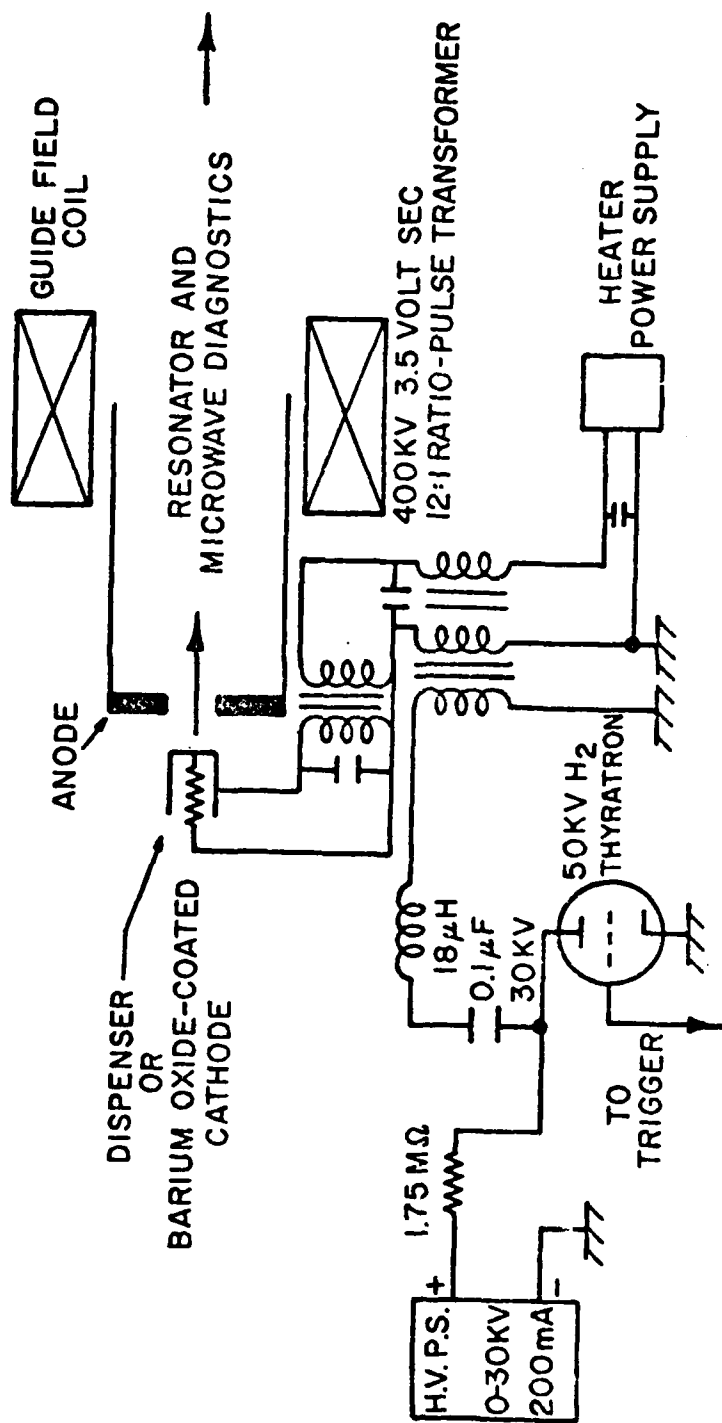 GUIDE FIELD
COIL
ANODE
RESONATOR AND
MICROWAVE DIAGNOSTICS
DISPENSER
OR
BARIUM OXIDE-COATED
CATHODE
400KV 3.5 VOLT SEC
12:1 RATIO-PULSE TRANSFORMER
HEATER
POWER SUPPLY
18μH
0.1μF
30KV
50KV H2
THYRATRON
TO
TRIGGER
1.75MΩ
H.V. P.S. +
0-30KV
200mA -